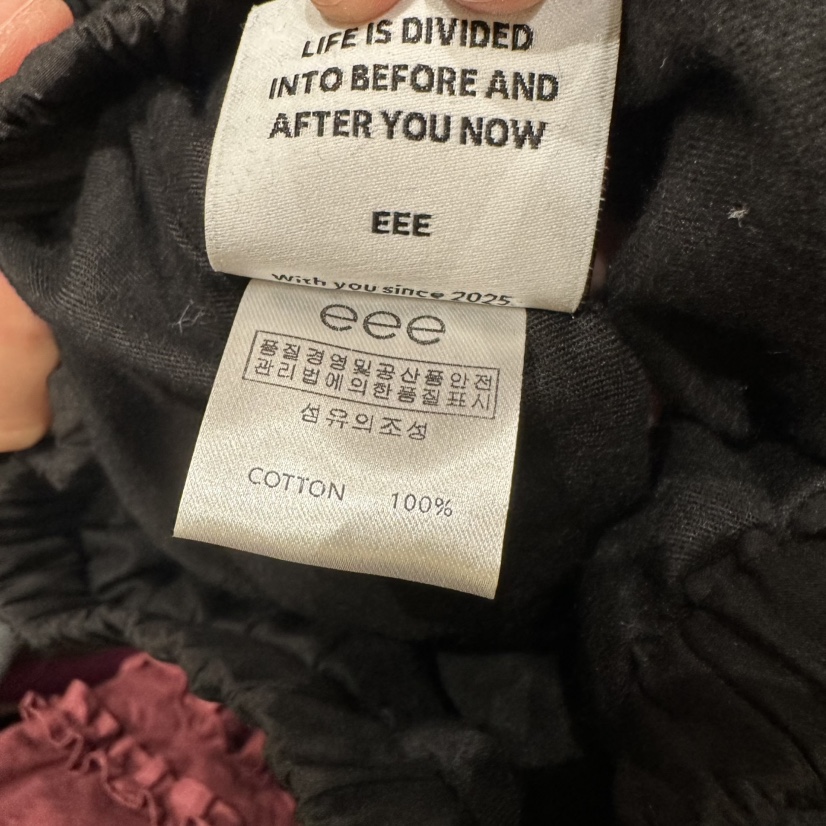 LIFE IS DIVIDED
INTO BEFORE AND
AFTER YOU NOW
EEE
With you since 2025
eee
품질경영및공산품안전
관리법에의한품질표시
섬유의조성
COTTON 100%